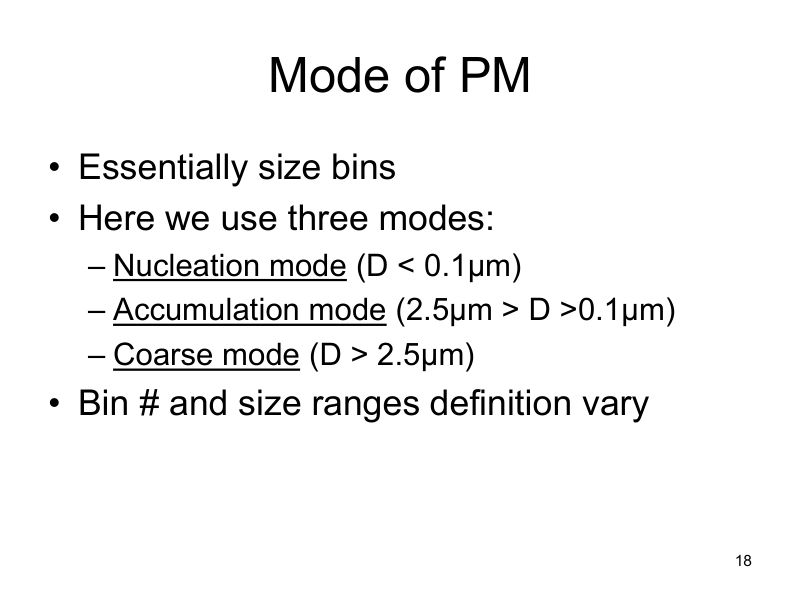 Mode of PM
• Essentially size bins
• Here we use three modes:
– Nucleation mode (D < 0.1µm)
– Accumulation mode (2.5µm > D >0.1µm)
– Coarse mode (D > 2.5µm)
• Bin # and size ranges definition vary
18